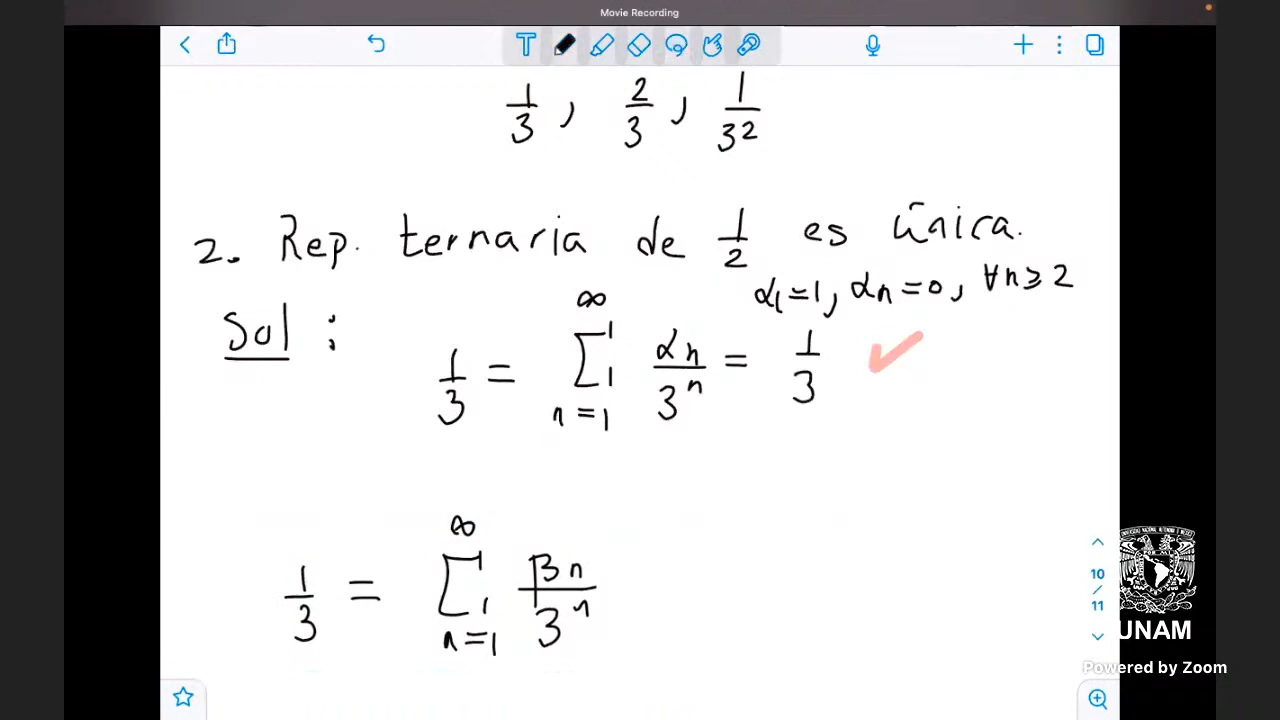 Movie Recording
1/3 , 2/3 , 1/3²
2. Rep. ternaria de 1/2 es única.
α₁=1, αn=0, ∀n≥2
Sol :
1/3 = ∞ Σ n=1 αn/3ⁿ = 1/3 ✓
1/3 = ∞ Σ n=1 βn/3ⁿ
10
/
11
UNAM
Powered by Zoom